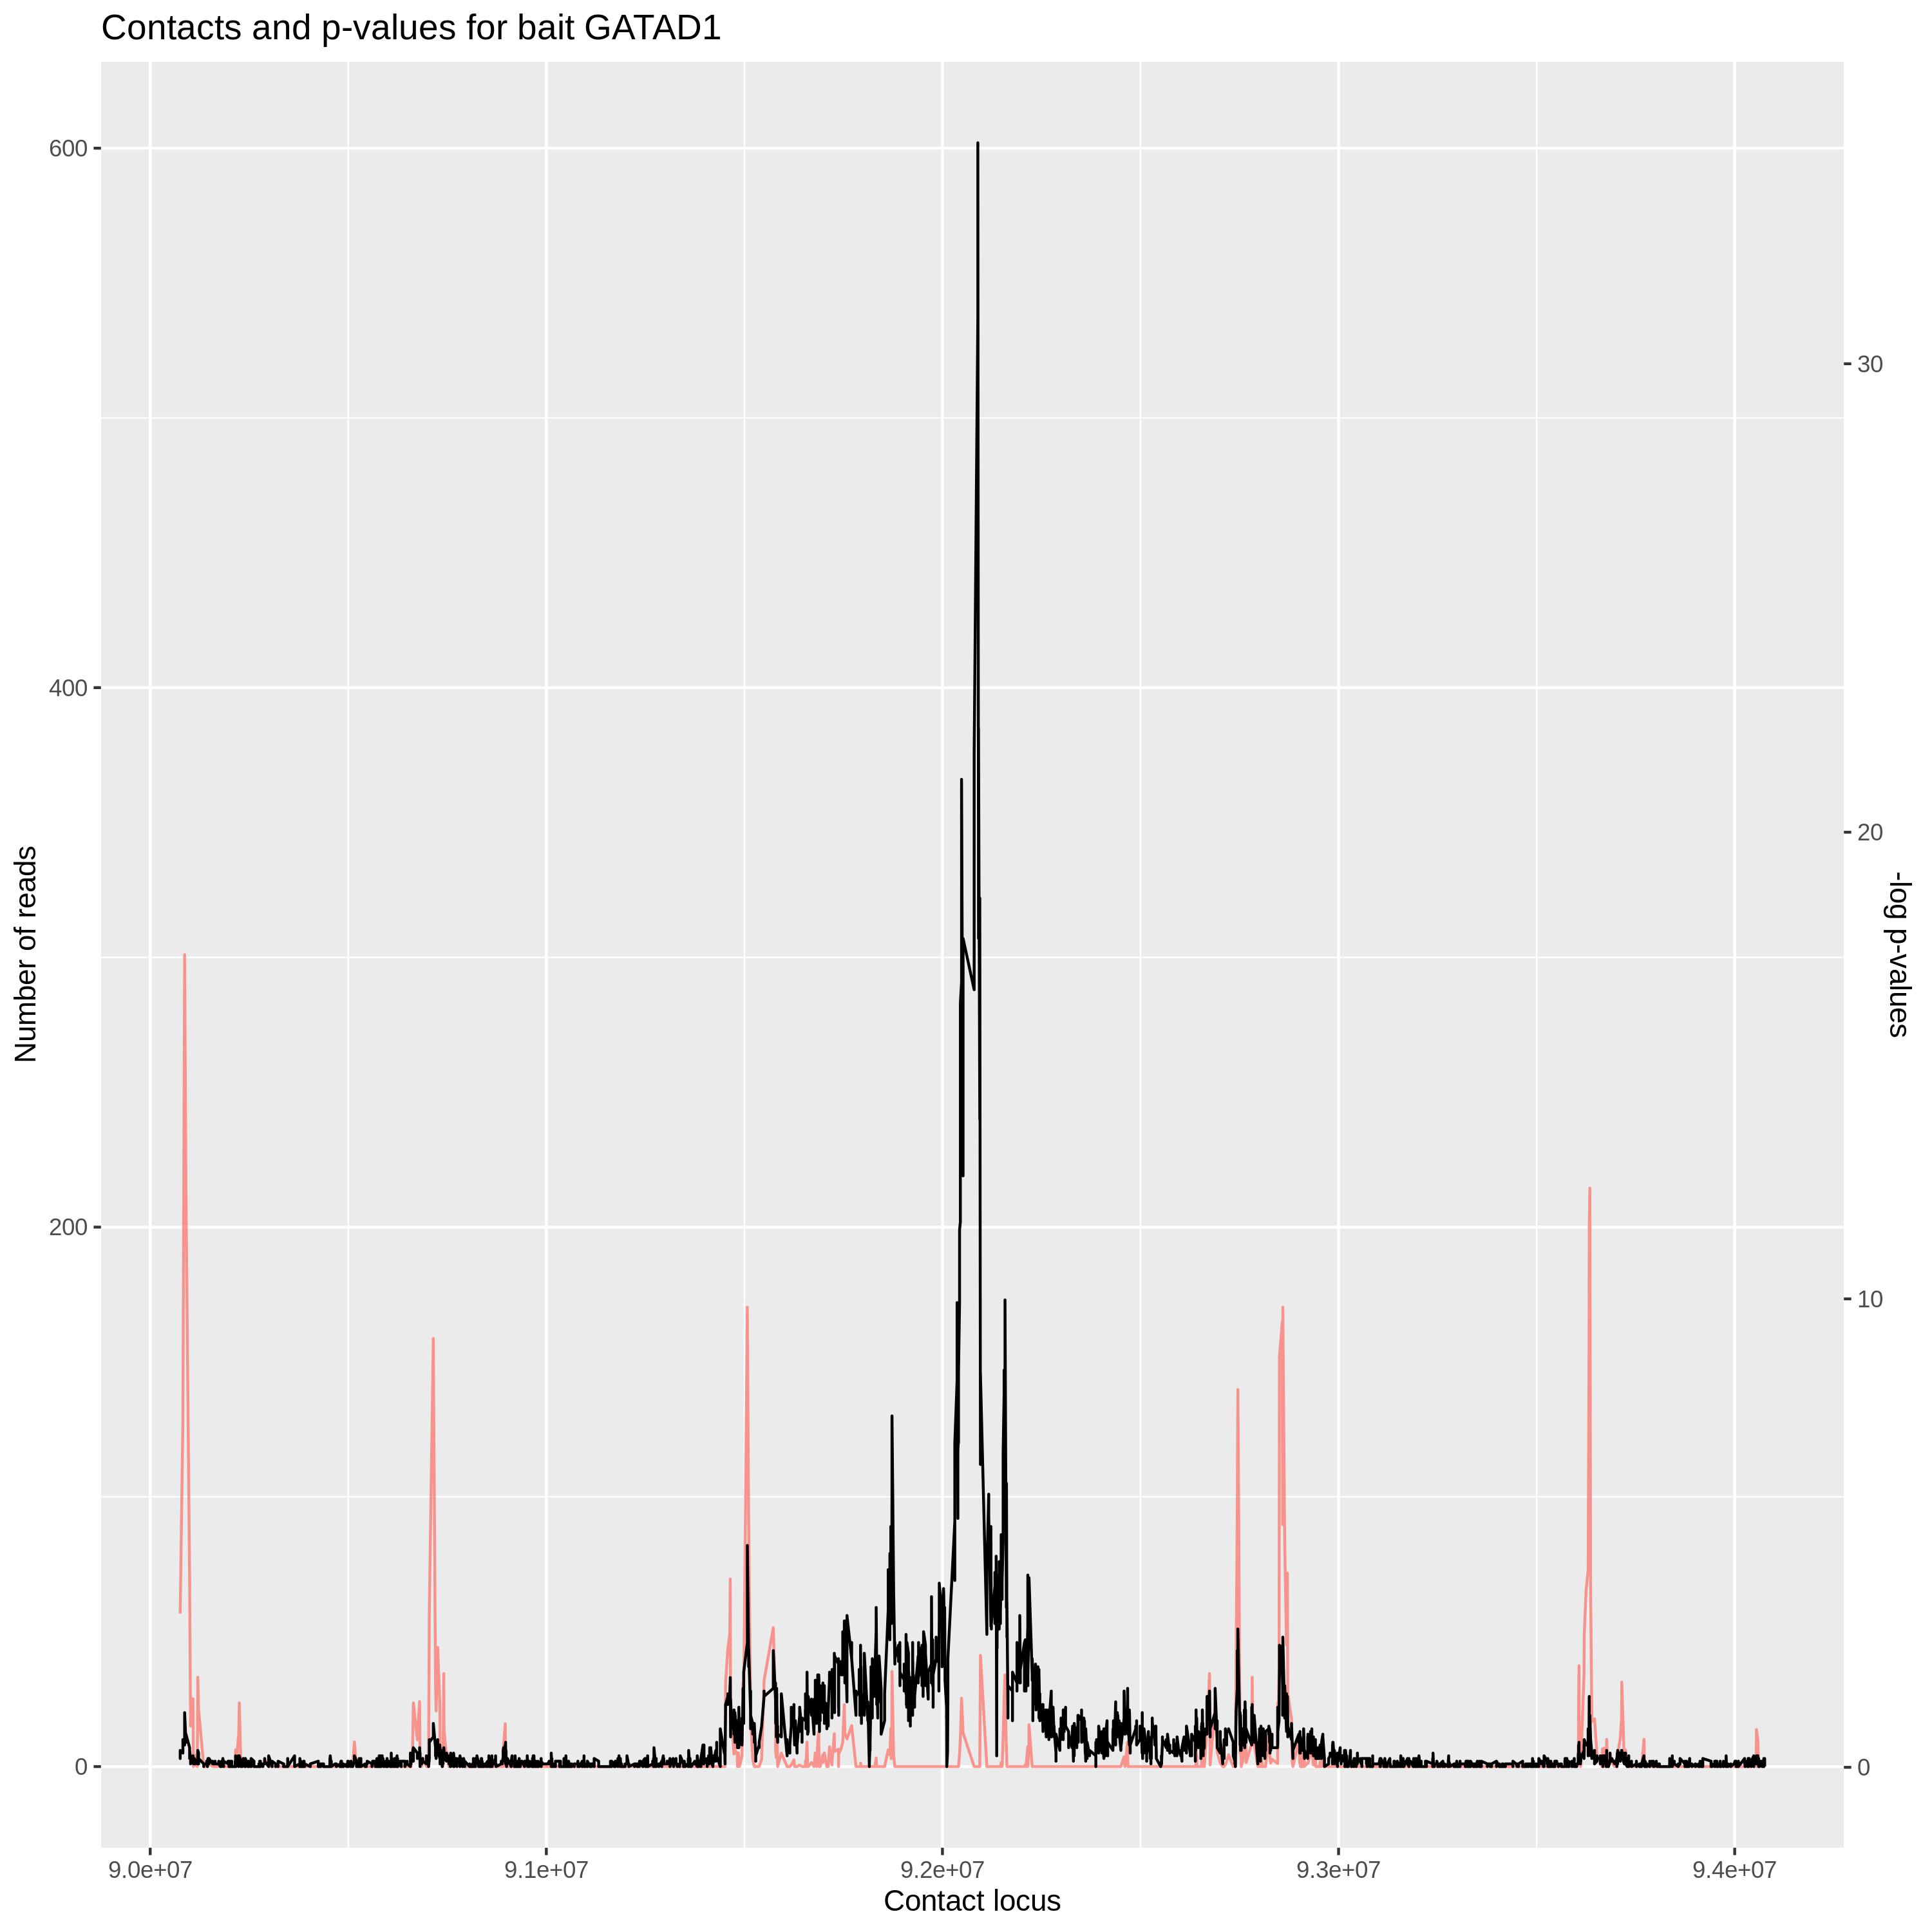 Contacts and p-values for bait GATAD1
600
400
200
0
Number of reads
30
20
10
0
-log p-values
9.0e+07 9.1e+07 9.2e+07 9.3e+07 9.4e+07
Contact locus